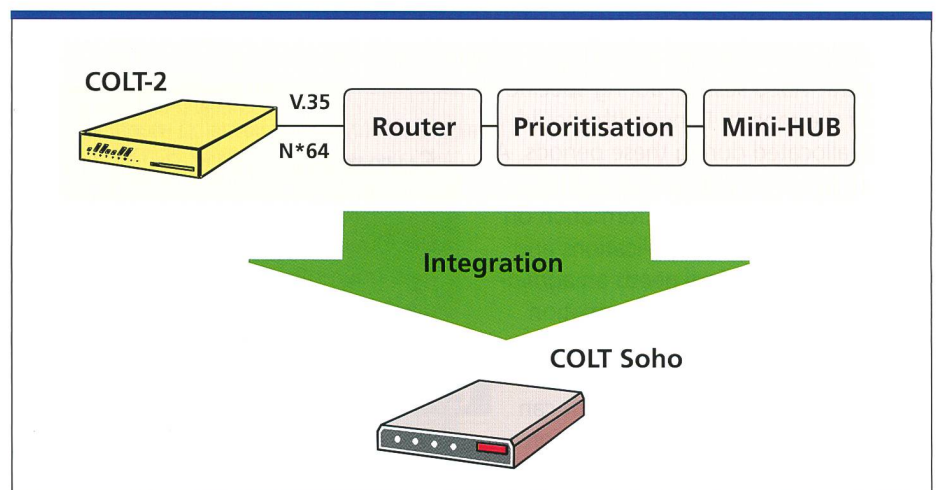 COLT-2
V.35
N*64
Router
Prioritisation
Mini-HUB
Integration
COLT Soho